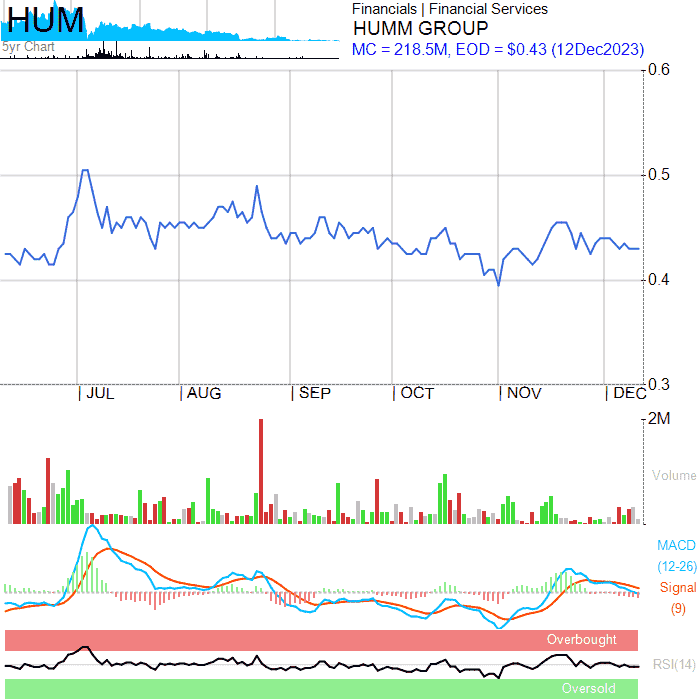 HUM
5yr Chart
Financials | Financial Services
HUMM GROUP
MC = 218.5M, EOD = $0.43 (12Dec2023)
0.6
0.5
0.4
0.3
| JUL | AUG | SEP | OCT | NOV | DEC
2M
Volume
MACD
(12-26)
Signal
(9)
Overbought
RSI(14)
Oversold